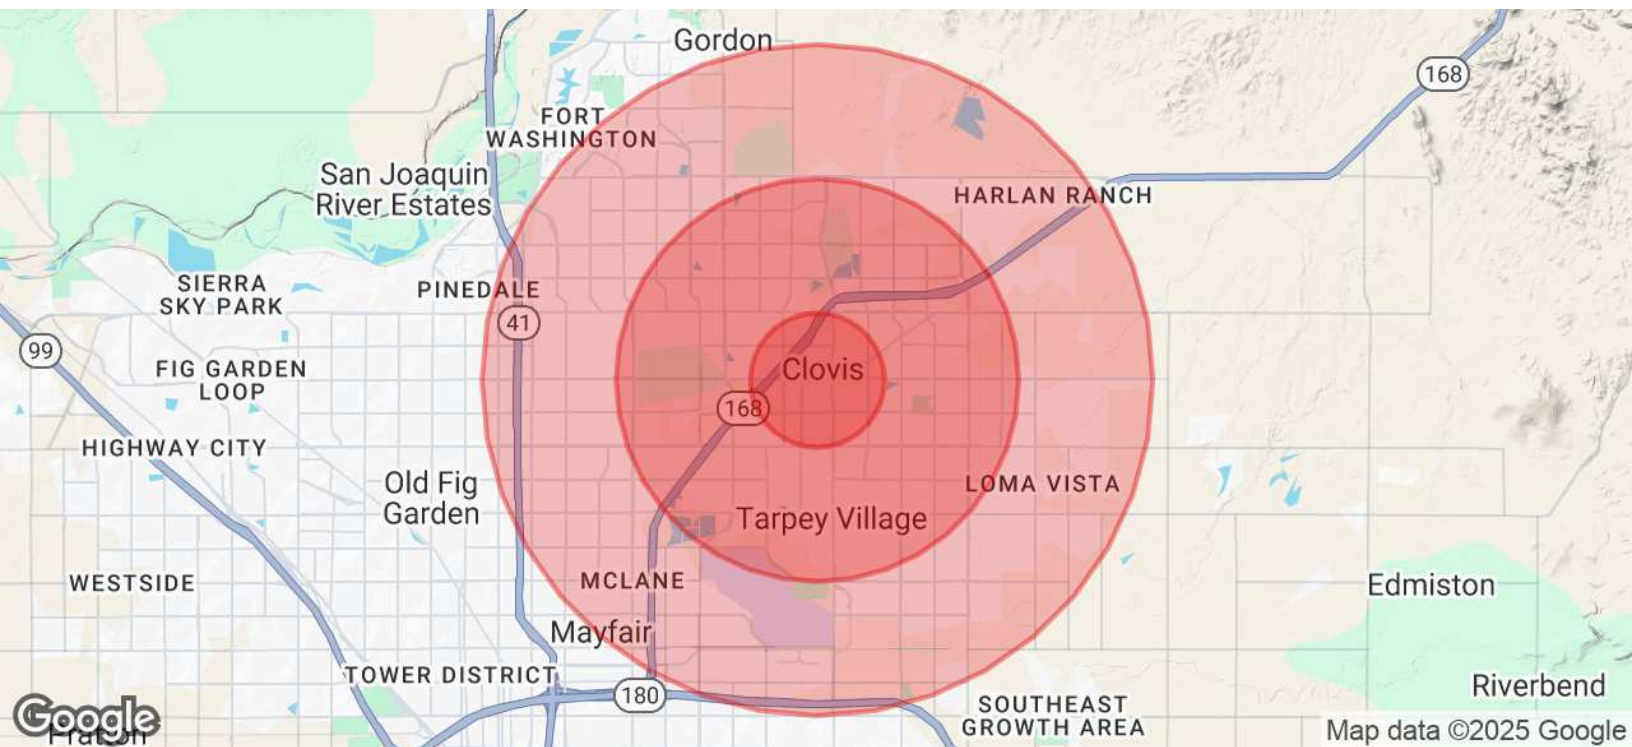 Gordon
168
FORT
WASHINGTON
San Joaquin
River Estates
HARLAN RANCH
SIERRA
SKY PARK
PINEDALE
41
99
FIG GARDEN
LOOP
Clovis
168
HIGHWAY CITY
Old Fig
Garden
LOMA VISTA
Tarpey Village
WESTSIDE
MCLANE
Edmiston
Mayfair
TOWER DISTRICT
180
Riverbend
SOUTHEAST
GROWTH AREA
Google
Map data ©2025 Google